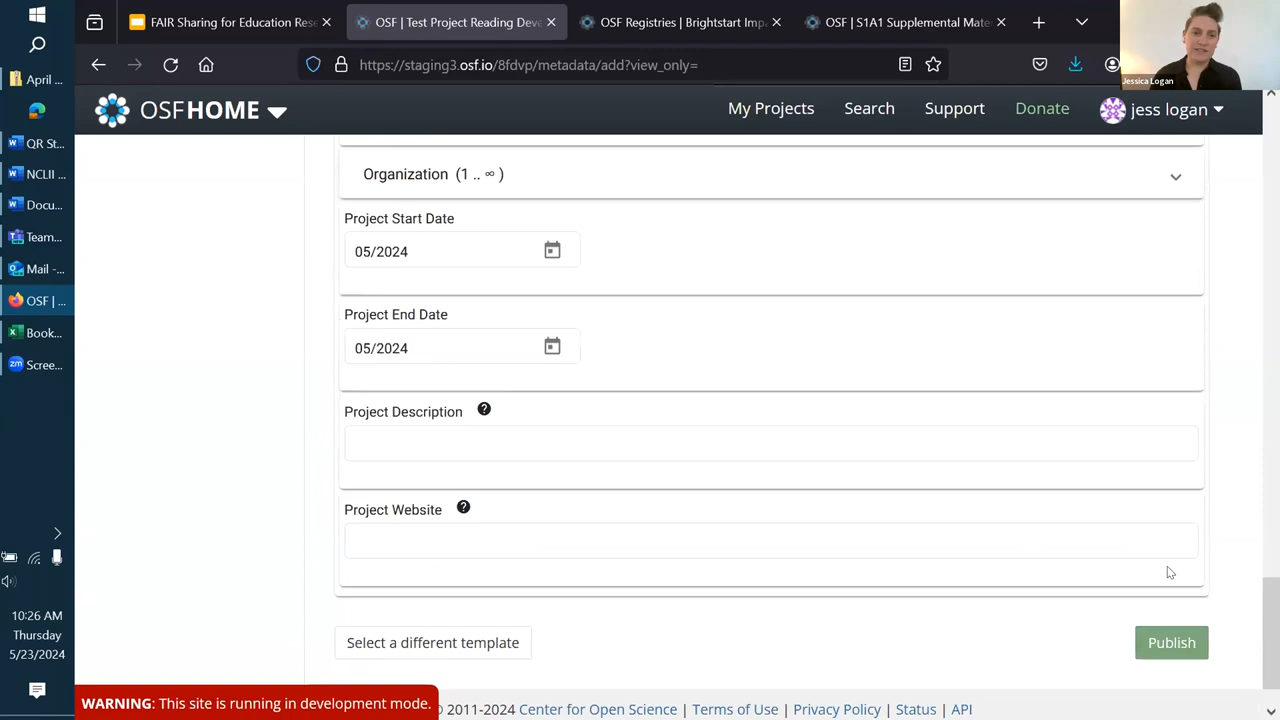 FAIR Sharing for Education Res
OSF | Test Project Reading Deve
OSF Registries | Brightstart Imp
OSF | S1A1 Supplemental Mate
Jessica Logan
https://staging3.osf.io/8fdvp/metadata/add?view_only=
OSFHOME
My Projects
Search
Support
Donate
jess logan
April ...
QR St...
NCLII ...
Docu...
Team...
Mail -...
OSF | ...
Book...
Scree...
10:26 AM
Thursday
5/23/2024
Organization (1 .. ∞ )
Project Start Date
05/2024
Project End Date
05/2024
Project Description
Project Website
Select a different template
Publish
WARNING: This site is running in development mode.
© 2011-2024 Center for Open Science | Terms of Use | Privacy Policy | Status | API